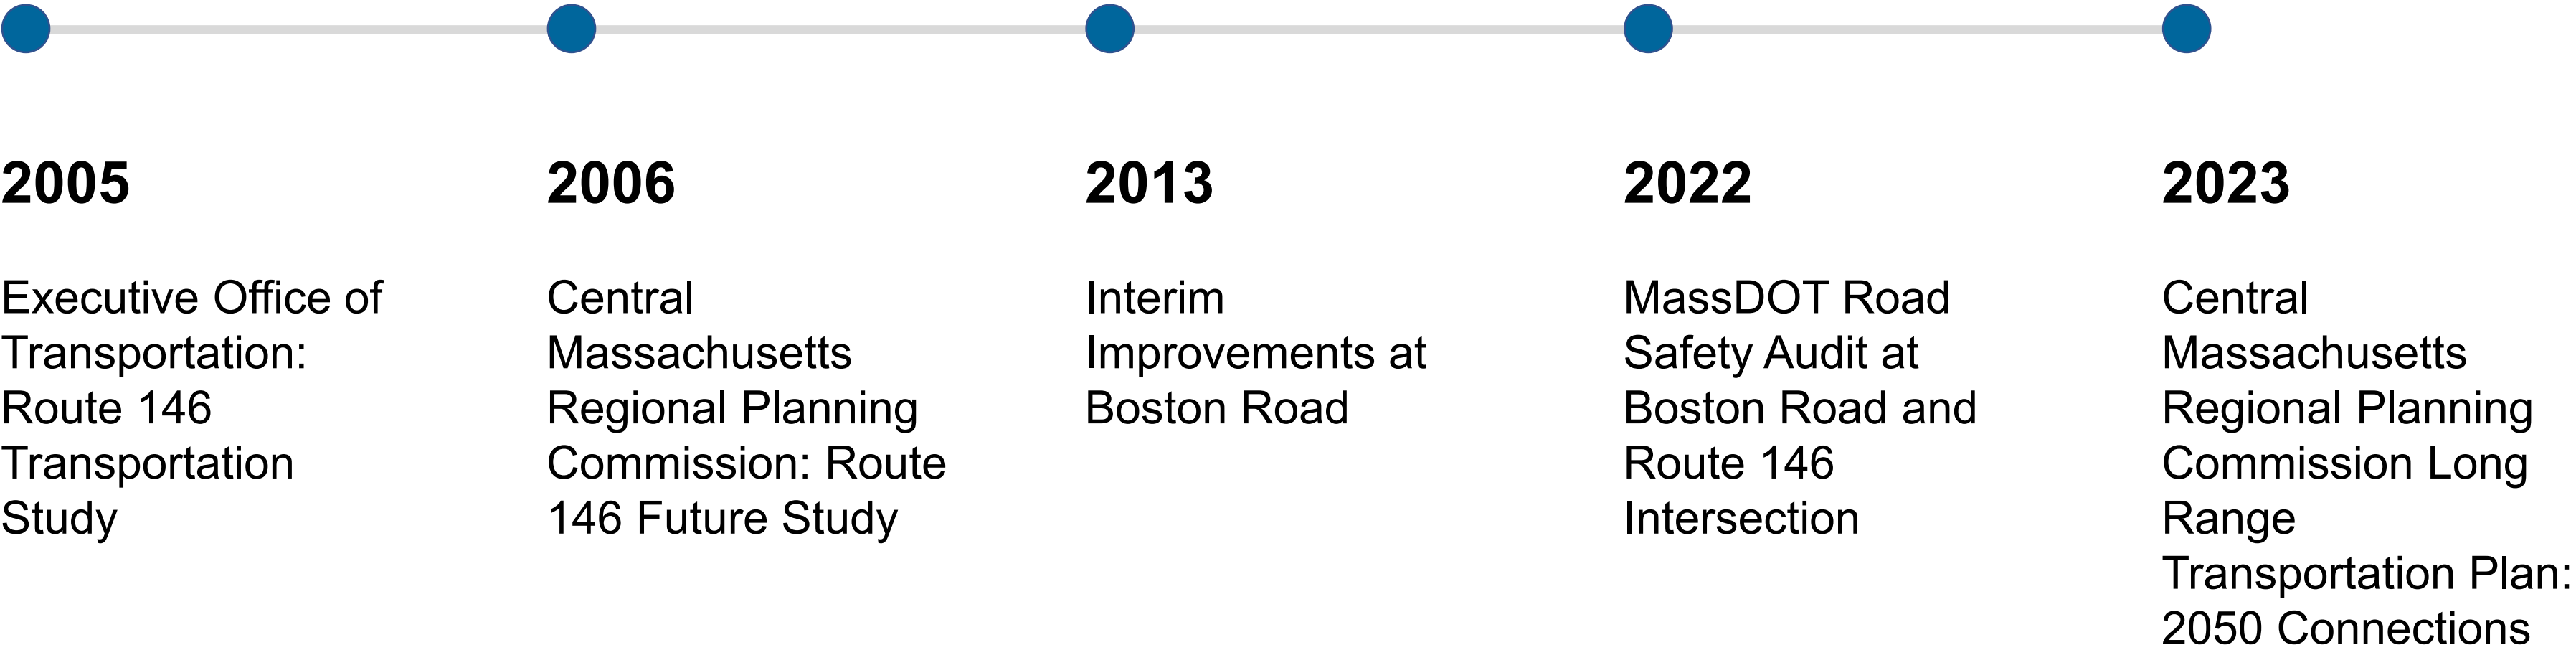 2005
Executive Office of
Transportation:
Route 146
Transportation
Study
2006
Central
Massachusetts
Regional Planning
Commission: Route
146 Future Study
2013
Interim
Improvements at
Boston Road
2022
MassDOT Road
Safety Audit at
Boston Road and
Route 146
Intersection
2023
Central
Massachusetts
Regional Planning
Commission Long
Range
Transportation Plan:
2050 Connections